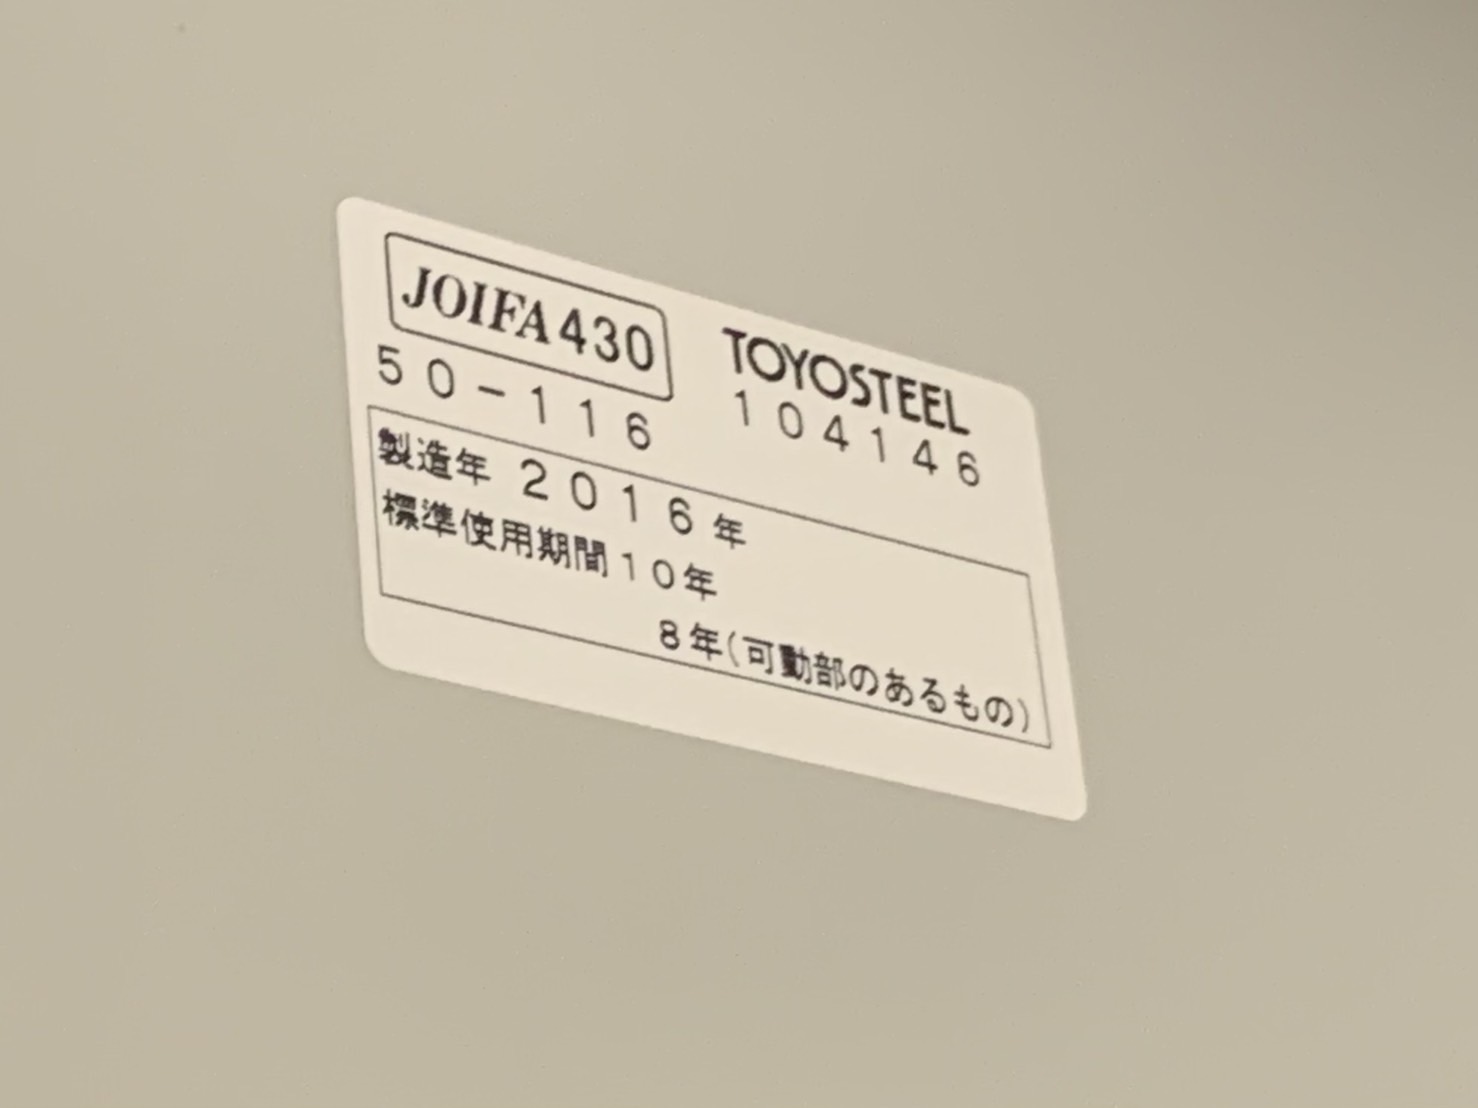 JOIFA430 TOYOSTEEL
50-116 104146
製造年 2016年
標準使用期間10年
8年(可動部のあるもの)